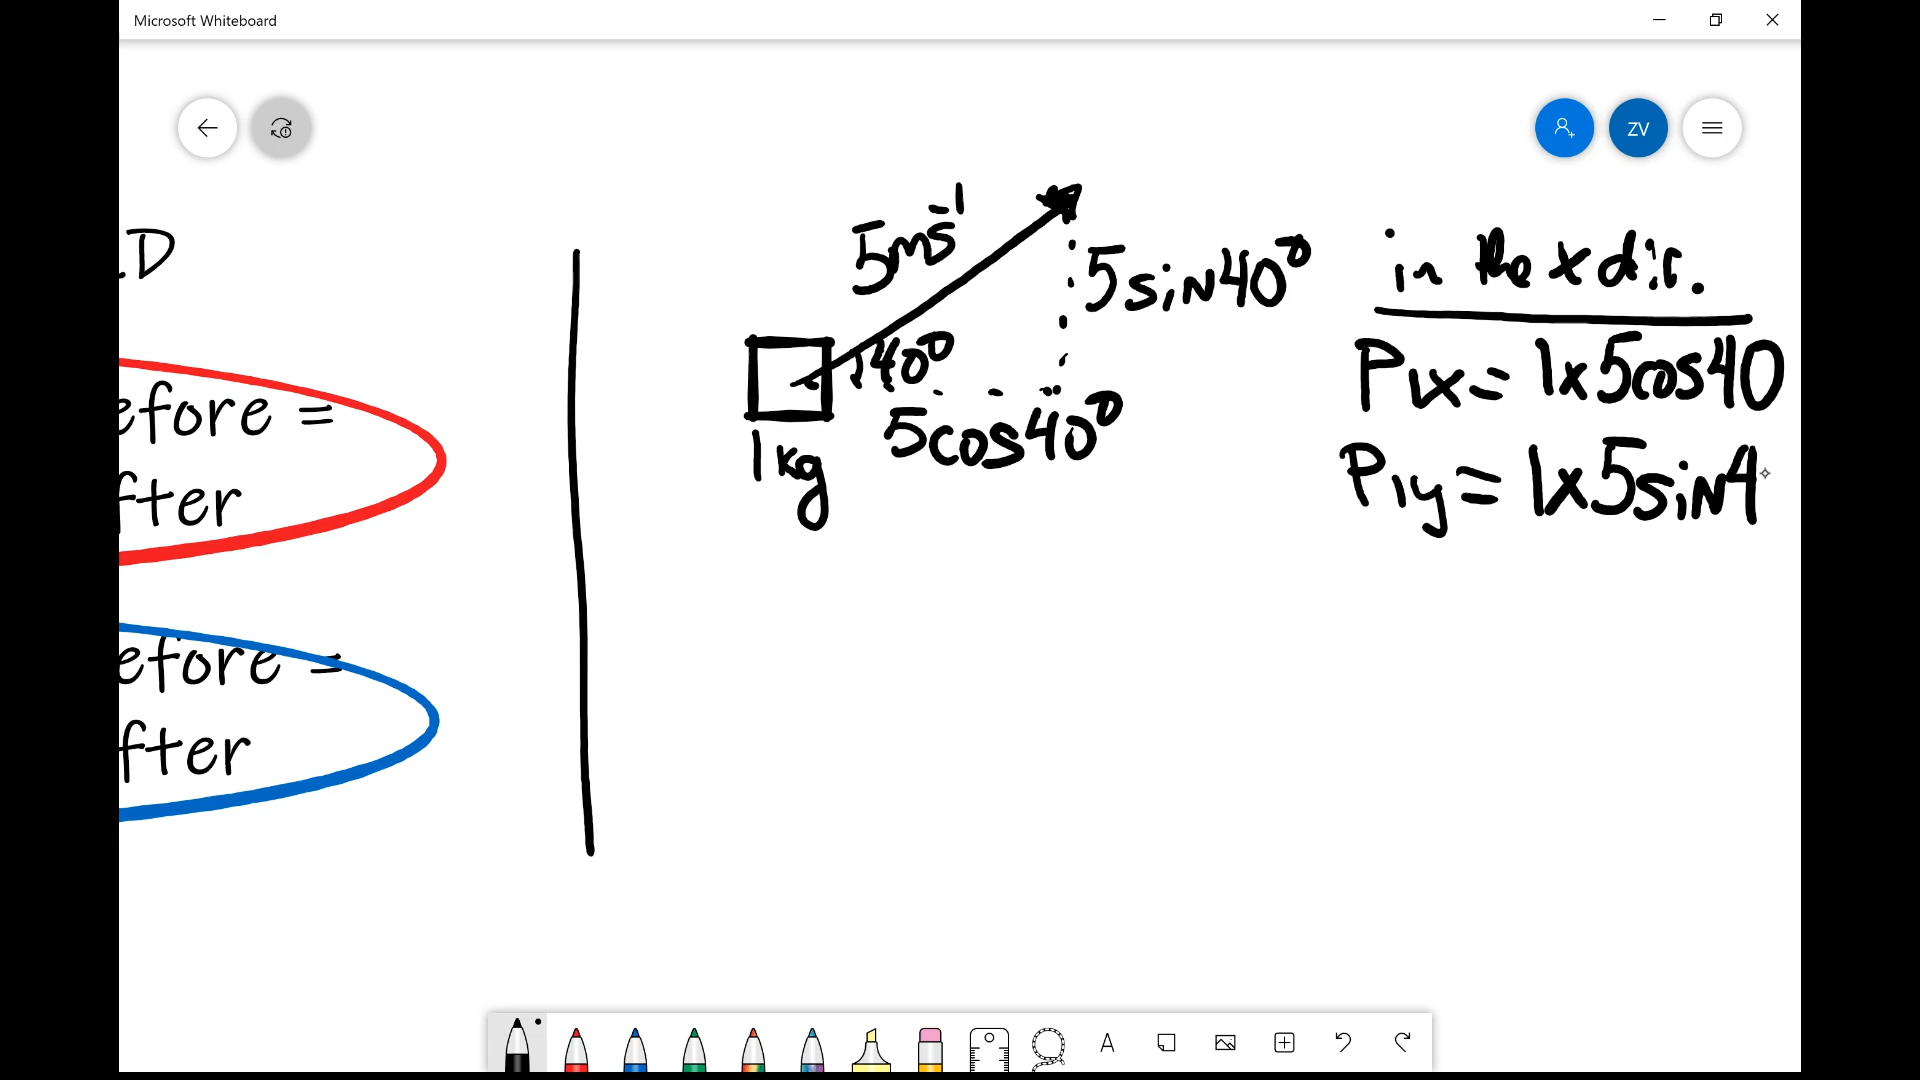 Microsoft Whiteboard
ZV
.D
efore =
fter
efore =
fter
5ms⁻¹
5sin40°
40°
5cos40°
1kg
in the x dir.
P1x= 1x5cos40
P1y= 1x5sin4
A